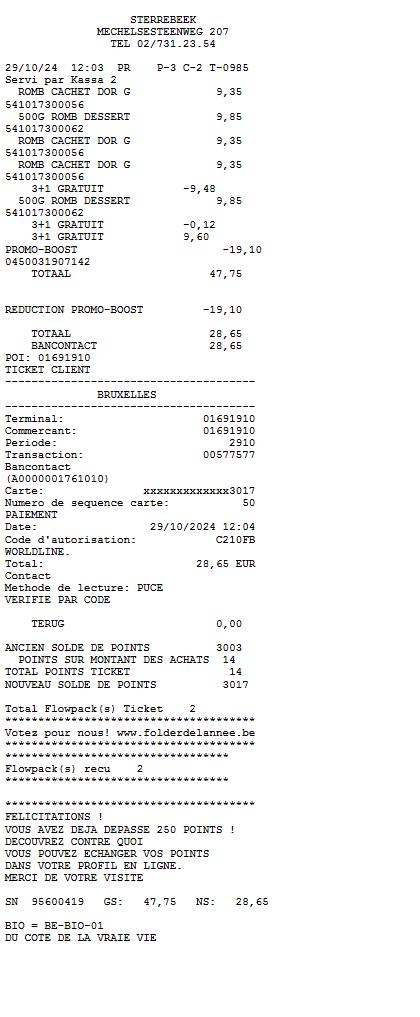 STERREBEEK
MECHELSESTEENWEG 207
TEL 02/731.23.54
29/10/24 12:03 PR P-3 C-2 T-0985
Servi par Kassa 2
ROMB CACHET DOR G 9,35
541017300056
500G ROMB DESSERT 9,85
541017300062
ROMB CACHET DOR G 9,35
541017300056
ROMB CACHET DOR G 9,35
541017300056
3+1 GRATUIT -9,48
500G ROMB DESSERT 9,85
541017300062
3+1 GRATUIT -0,12
3+1 GRATUIT 9,60
PROMO-BOOST -19,10
0450031907142
TOTAAL 47,75
REDUCTION PROMO-BOOST -19,10
TOTAAL 28,65
BANCONTACT 28,65
POI: 01691910
TICKET CLIENT
--------------------------------------
BRUXELLES
--------------------------------------
Terminal: 01691910
Commercant: 01691910
Periode: 2910
Transaction: 00577577
Bancontact
(A0000001761010)
Carte: xxxxxxxxxxxxx3017
Numero de sequence carte: 50
PAIEMENT
Date: 29/10/2024 12:04
Code d'autorisation: C210FB
WORLDLINE.
Total: 28,65 EUR
Contact
Methode de lecture: PUCE
VERIFIE PAR CODE
TERUG 0,00
ANCIEN SOLDE DE POINTS 3003
POINTS SUR MONTANT DES ACHATS 14
TOTAL POINTS TICKET 14
NOUVEAU SOLDE DE POINTS 3017
Total Flowpack(s) Ticket 2
**************************************
Votez pour nous! www.folderdelannee.be
**************************************
**********************************
Flowpack(s) recu 2
**********************************
**************************************
FELICITATIONS !
VOUS AVEZ DEJA DEPASSE 250 POINTS !
DECOUVREZ CONTRE QUOI
VOUS POUVEZ ECHANGER VOS POINTS
DANS VOTRE PROFIL EN LIGNE.
MERCI DE VOTRE VISITE
SN 95600419 GS: 47,75 NS: 28,65
BIO = BE-BIO-01
DU COTE DE LA VRAIE VIE